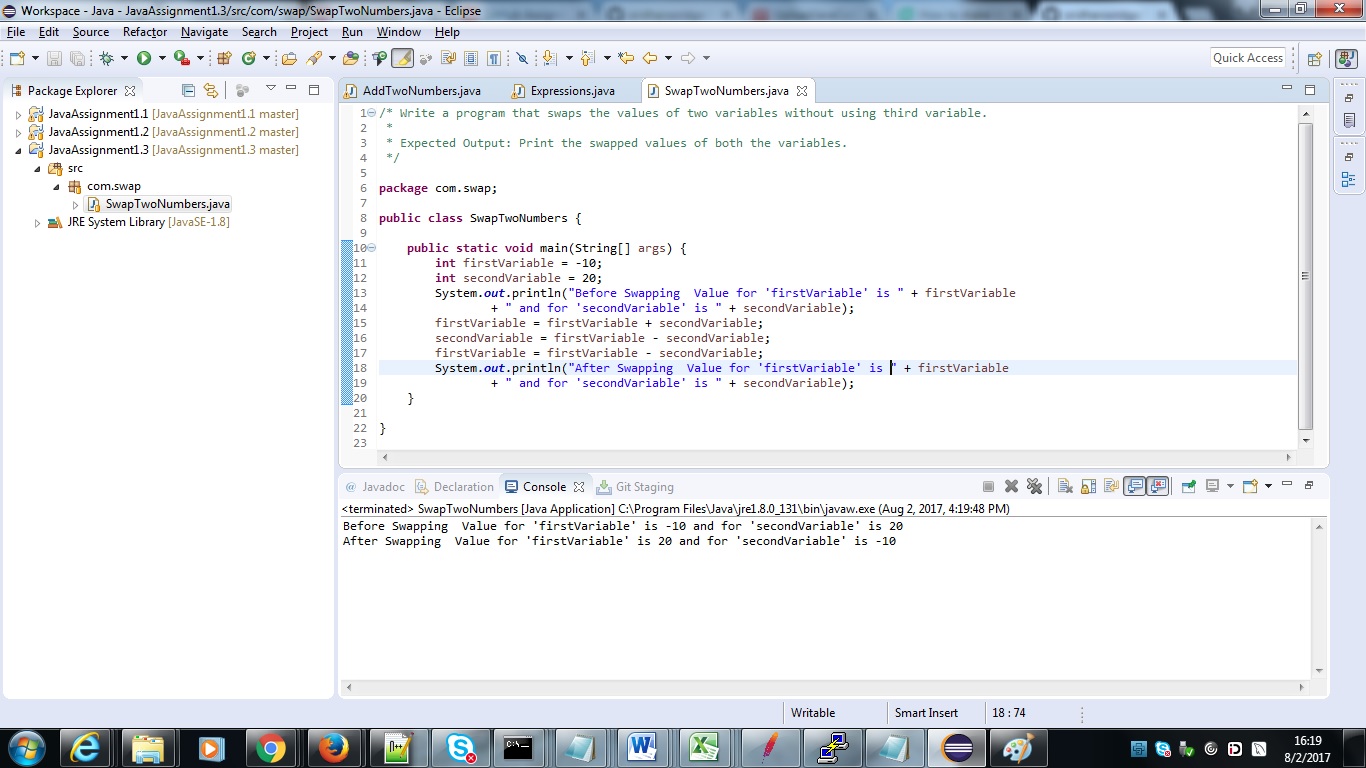 Workspace - Java - JavaAssignment1.3/src/com/swap/SwapTwoNumbers.java - Eclipse
File Edit Source Refactor Navigate Search Project Run Window Help
Quick Access
Package Explorer
JavaAssignment1.1 [JavaAssignment1.1 master]
JavaAssignment1.2 [JavaAssignment1.2 master]
JavaAssignment1.3 [JavaAssignment1.3 master]
src
com.swap
SwapTwoNumbers.java
JRE System Library [JavaSE-1.8]
AddTwoNumbers.java Expressions.java SwapTwoNumbers.java
1 /* Write a program that swaps the values of two variables without using third variable.
2  *
3  * Expected Output: Print the swapped values of both the variables.
4  */
5
6 package com.swap;
7
8 public class SwapTwoNumbers {
9
10     public static void main(String[] args) {
11         int firstVariable = -10;
12         int secondVariable = 20;
13         System.out.println("Before Swapping  Value for 'firstVariable' is " + firstVariable
14                 + " and for 'secondVariable' is " + secondVariable);
15         firstVariable = firstVariable + secondVariable;
16         secondVariable = firstVariable - secondVariable;
17         firstVariable = firstVariable - secondVariable;
18         System.out.println("After Swapping  Value for 'firstVariable' is " + firstVariable
19                 + " and for 'secondVariable' is " + secondVariable);
20     }
21
22 }
23
@ Javadoc Declaration Console Git Staging
<terminated> SwapTwoNumbers [Java Application] C:\Program Files\Java\jre1.8.0_131\bin\javaw.exe (Aug 2, 2017, 4:19:48 PM)
Before Swapping  Value for 'firstVariable' is -10 and for 'secondVariable' is 20
After Swapping  Value for 'firstVariable' is 20 and for 'secondVariable' is -10
Writable Smart Insert 18 : 74
16:19
8/2/2017